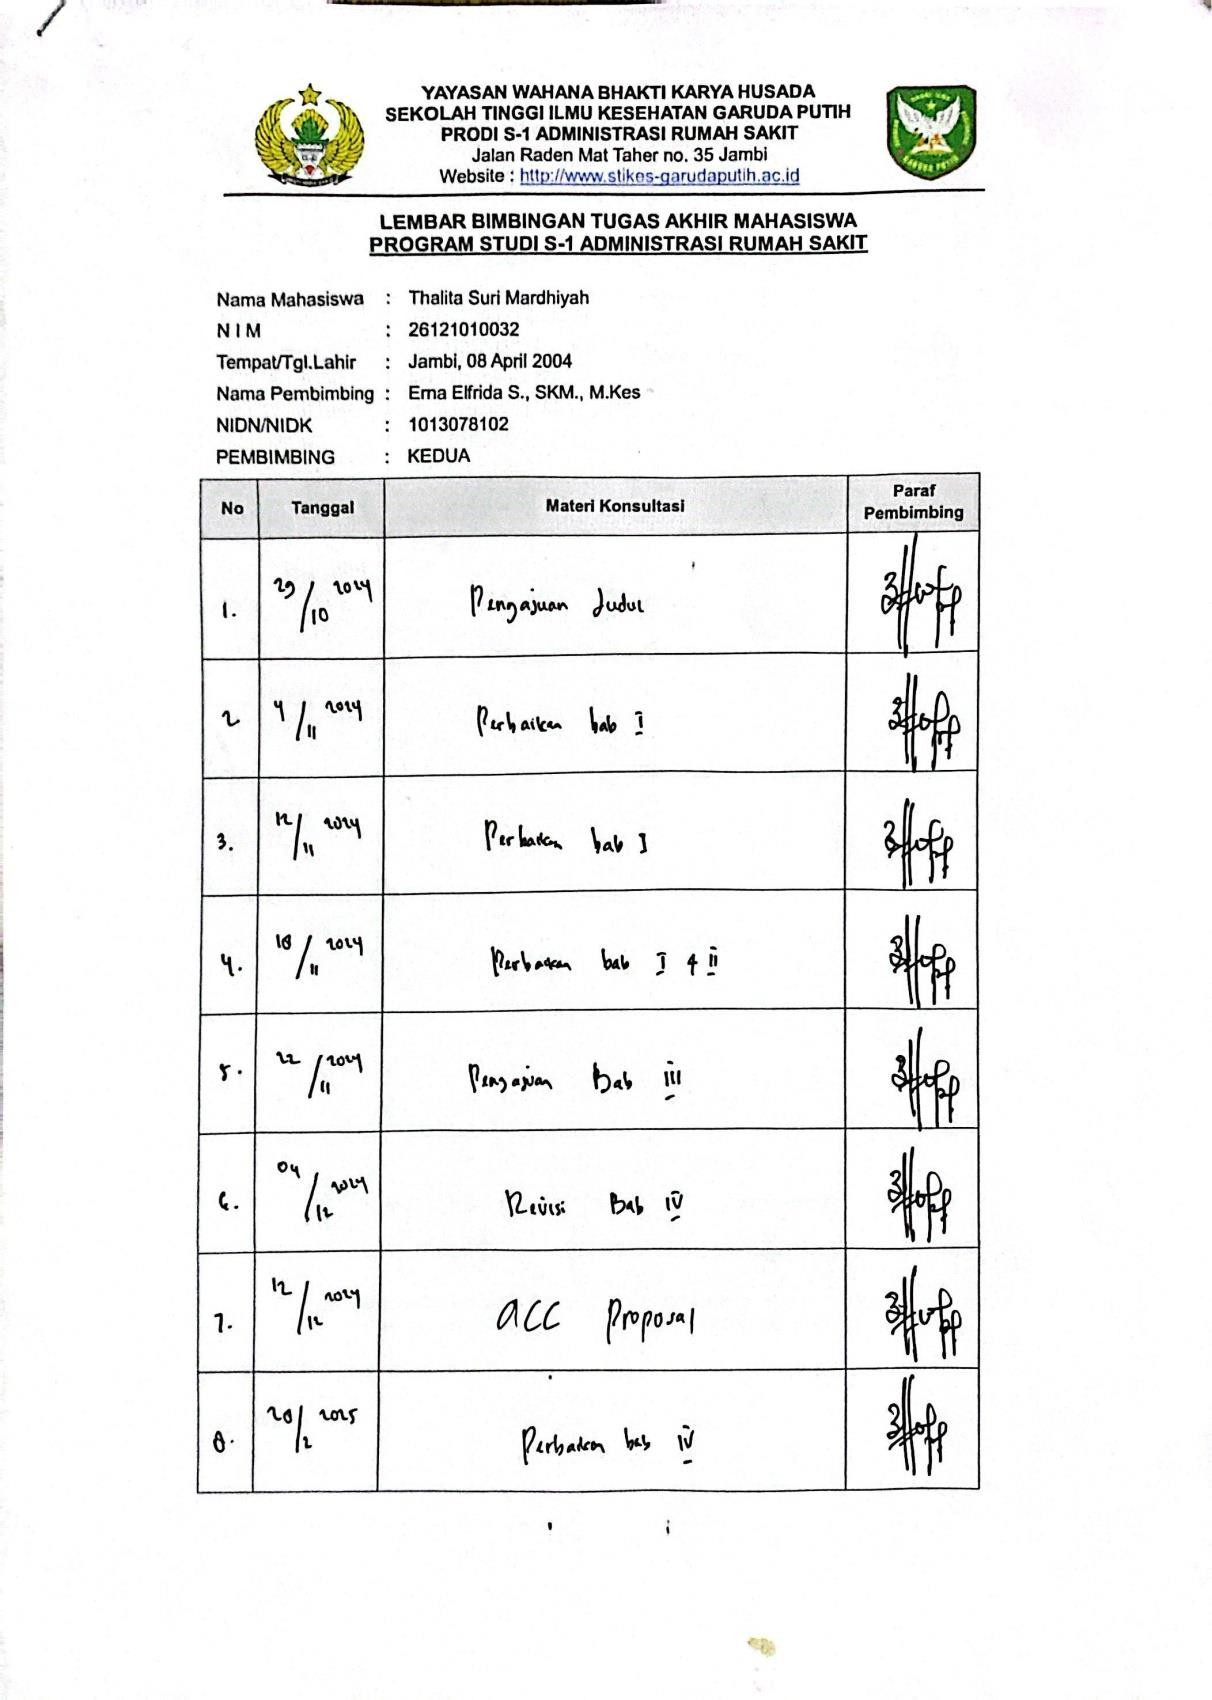 YAYASAN WAHANA BHAKTI KARYA HUSADA
SEKOLAH TINGGI ILMU KESEHATAN GARUDA PUTIH
PRODI S-1 ADMINISTRASI RUMAH SAKIT
Jalan Raden Mat Taher no. 35 Jambi
Website : http://www.stikes-garudaputih.ac.id
LEMBAR BIMBINGAN TUGAS AKHIR MAHASISWA
PROGRAM STUDI S-1 ADMINISTRASI RUMAH SAKIT
Nama Mahasiswa : Thalita Suri Mardhiyah
N I M : 26121010032
Tempat/Tgl.Lahir : Jambi, 08 April 2004
Nama Pembimbing : Erna Elfrida S., SKM., M.Kes
NIDN/NIDK : 1013078102
PEMBIMBING : KEDUA
No Tanggal Materi Konsultasi Paraf Pembimbing
1. 29/10 2024 Pengajuan Judul
2 4/11 2024 Perbaikan bab I
3. 12/11 2024 Perbaikan bab I
4. 18/11 2024 Perbaikan bab I & II
5. 22/11 2024 Pengajuan Bab III
6. 04/12 2024 Revisi Bab IV
7. 12/12 2024 ACC Proposal
8. 20/2 2025 Perbaikan bab IV